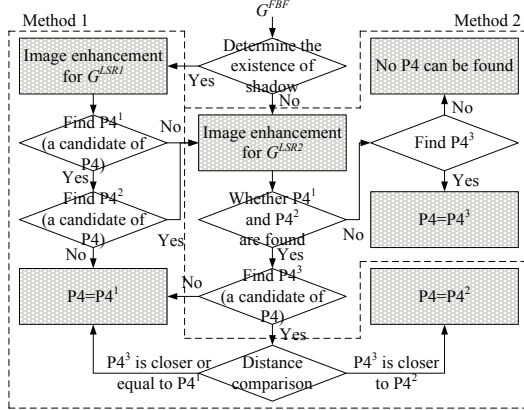 Method 1
G^FBF
Method 2
Image enhancement
for G^LSR1
Determine the
existence of
shadow
Yes
No
No P4 can be found
Find P4^1
(a candidate of
P4)
No
Image enhancement
for G^LSR2
No
Find P4^3
Yes
Yes
Find P4^2
(a candidate of
P4)
No
Yes
Whether P4^1
and P4^2
are found
No
Yes
P4=P4^3
P4=P4^1
No
Find P4^3
(a candidate of
P4)
Yes
P4=P4^2
P4^3 is closer or
equal to P4^1
Distance
comparison
P4^3 is closer
to P4^2